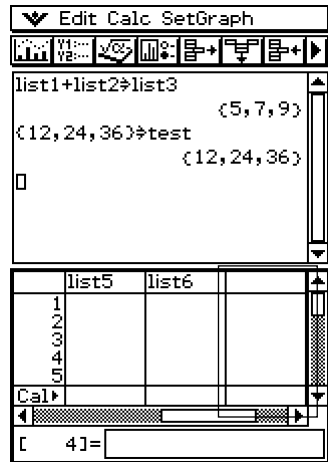 Edit Calc SetGraph
list1+list2⇒list3
{5,7,9}
{12,24,36}⇒test
{12,24,36}
list5 list6
1
2
3
4
5
Cal▶
[ 4]=